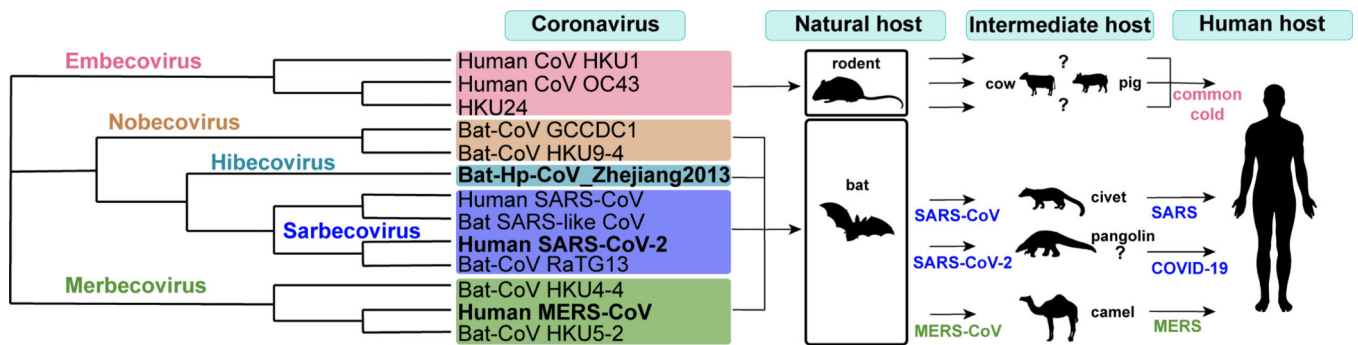 Coronavirus
Natural host
Intermediate host
Human host
Embecovirus
Nobecovirus
Hibecovirus
Sarbecovirus
Merbecovirus
Human CoV HKU1
Human CoV OC43
HKU24
Bat-CoV GCCDC1
Bat-CoV HKU9-4
Bat-Hp-CoV_Zhejiang2013
Human SARS-CoV
Bat SARS-like CoV
Human SARS-CoV-2
Bat-CoV RaTG13
Bat-CoV HKU4-4
Human MERS-CoV
Bat-CoV HKU5-2
rodent
bat
?
cow
pig
?
common
cold
SARS-CoV
civet
SARS
SARS-CoV-2
pangolin
?
COVID-19
MERS-CoV
camel
MERS